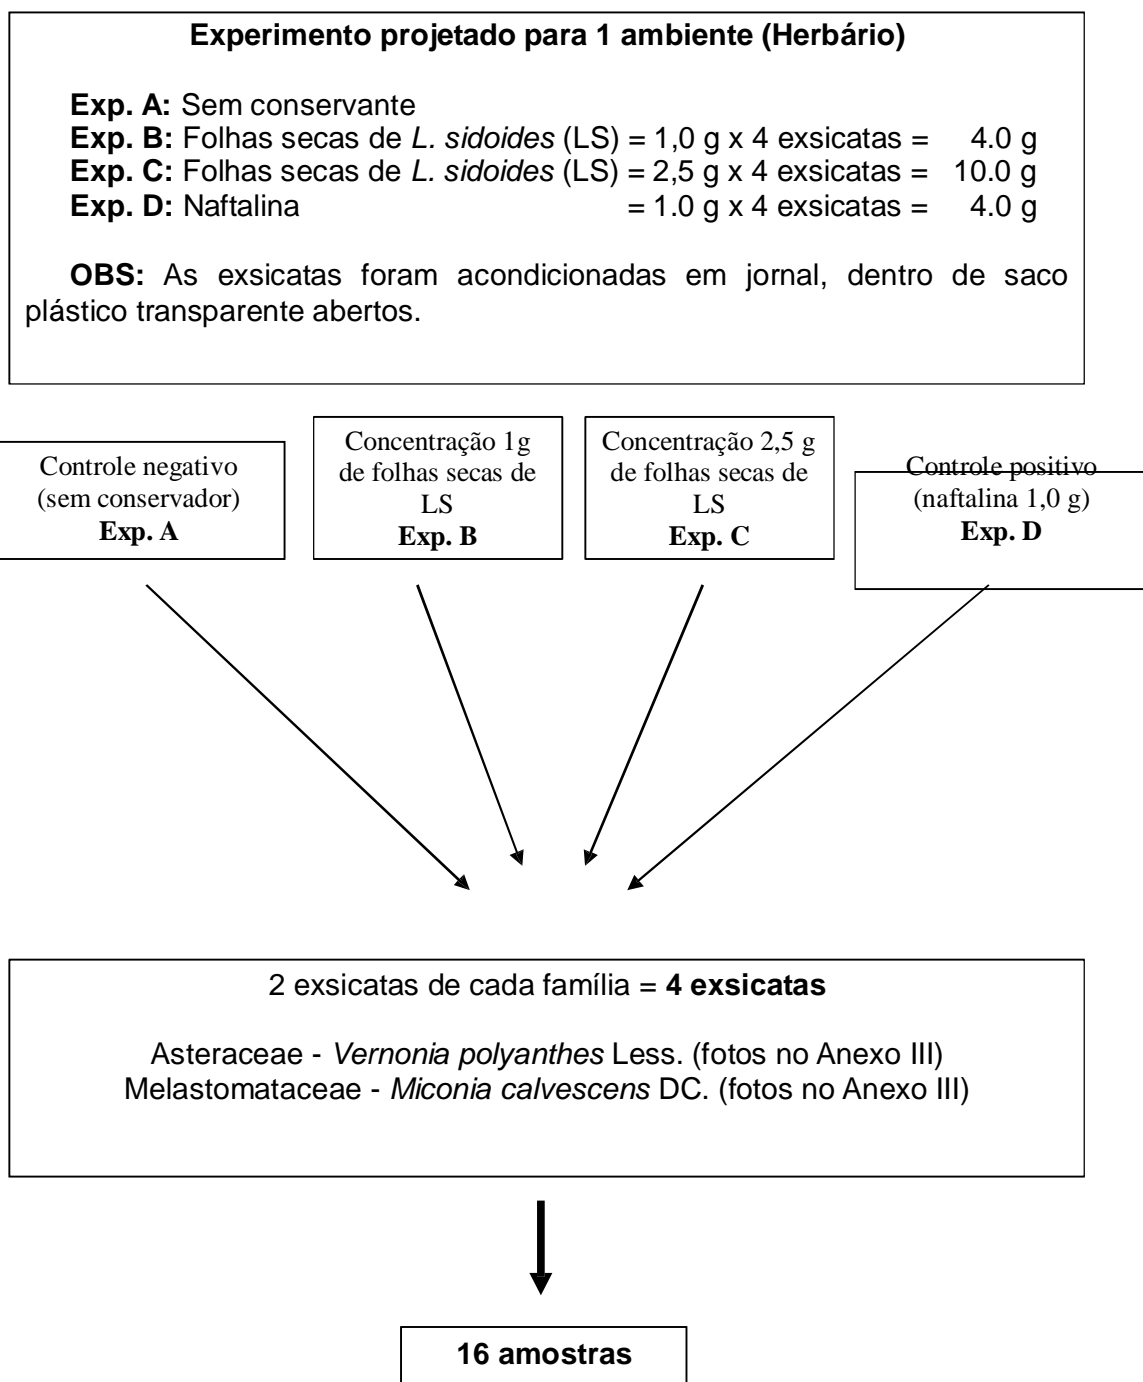 Experimento projetado para 1 ambiente (Herbário)
Exp. A: Sem conservante
Exp. B: Folhas secas de L. sidoides (LS) = 1,0 g x 4 exsicatas = 4.0 g
Exp. C: Folhas secas de L. sidoides (LS) = 2,5 g x 4 exsicatas = 10.0 g
Exp. D: Naftalina = 1.0 g x 4 exsicatas = 4.0 g
OBS: As exsicatas foram acondicionadas em jornal, dentro de saco
plástico transparente abertos.
Controle negativo
(sem conservador)
Exp. A
Concentração 1g
de folhas secas de
LS
Exp. B
Concentração 2,5 g
de folhas secas de
LS
Exp. C
Controle positivo
(naftalina 1,0 g)
Exp. D
2 exsicatas de cada família = 4 exsicatas
Asteraceae - Vernonia polyanthes Less. (fotos no Anexo III)
Melastomataceae - Miconia calvescens DC. (fotos no Anexo III)
16 amostras